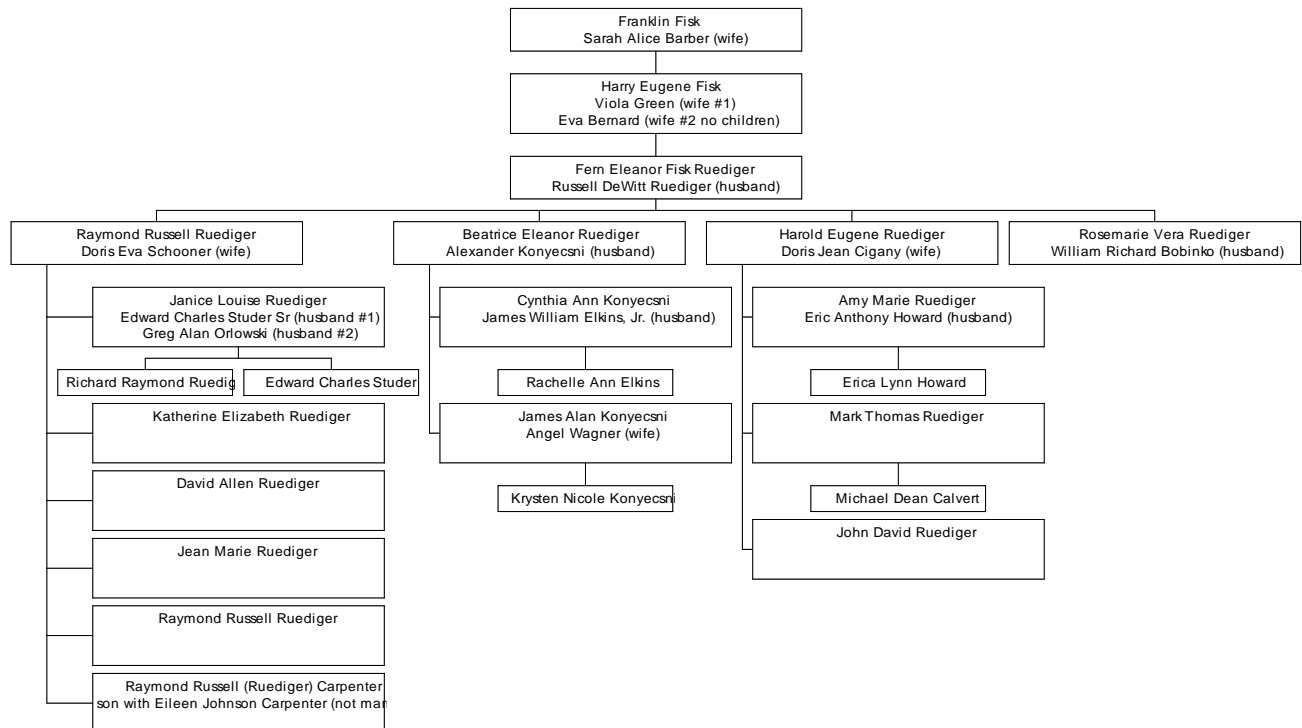 Franklin Fisk
Sarah Alice Barber (wife)
Harry Eugene Fisk
Viola Green (wife #1)
Eva Bernard (wife #2 no children)
Fern Eleanor Fisk Ruediger
Russell DeWitt Ruediger (husband)
Raymond Russell Ruediger
Doris Eva Schooner (wife)
Beatrice Eleanor Ruediger
Alexander Konyecsni (husband)
Harold Eugene Ruediger
Doris Jean Cigany (wife)
Rosemarie Vera Ruediger
William Richard Bobinko (husband)
Janice Louise Ruediger
Edward Charles Studer Sr (husband #1)
Greg Alan Orlowski (husband #2)
Richard Raymond Ruedig
Edward Charles Studer
Katherine Elizabeth Ruediger
David Allen Ruediger
Jean Marie Ruediger
Raymond Russell Ruediger
Raymond Russell (Ruediger) Carpenter
son with Eileen Johnson Carpenter (not mar
Cynthia Ann Konyecsni
James William Elkins, Jr. (husband)
Rachelle Ann Elkins
James Alan Konyecsni
Angel Wagner (wife)
Krysten Nicole Konyecsni
Amy Marie Ruediger
Eric Anthony Howard (husband)
Erica Lynn Howard
Mark Thomas Ruediger
Michael Dean Calvert
John David Ruediger